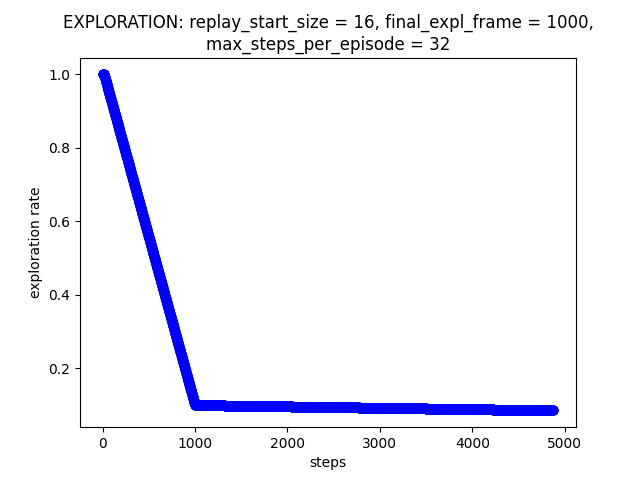 EXPLORATION: replay_start_size = 16, final_expl_frame = 1000,
max_steps_per_episode = 32
1.0
0.8
0.6
0.4
0.2
exploration rate
0 1000 2000 3000 4000 5000
steps